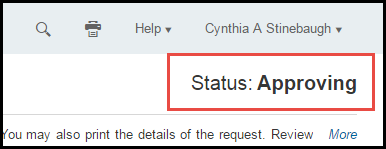 Help ▾ Cynthia A Stinebaugh ▾
Status: Approving
You may also print the details of the request. Review More